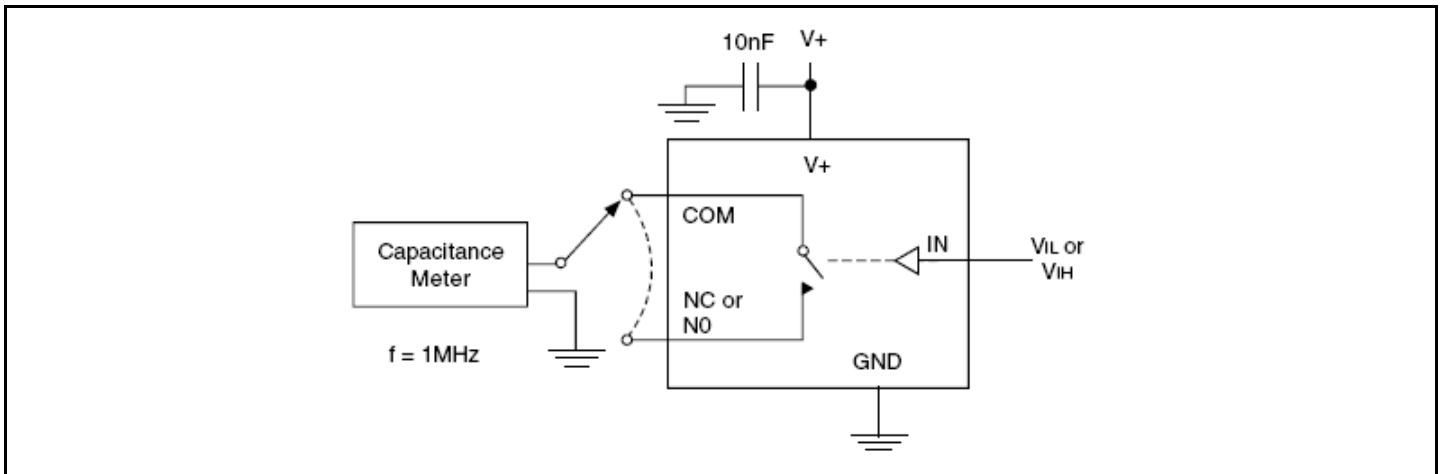 10nF V+
V+
COM
Capacitance
Meter
IN
VIL or
VIH
NC or
N0
f = 1MHz
GND